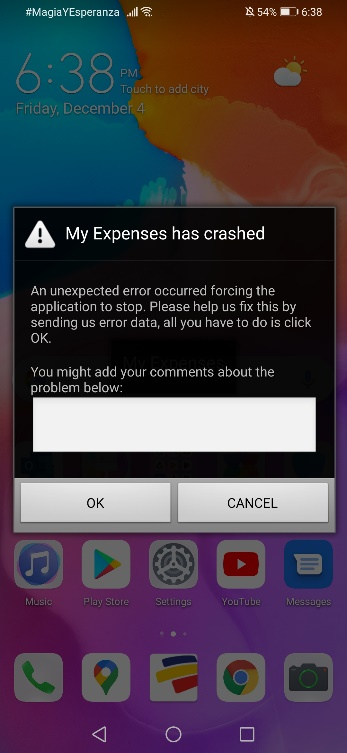 #MagiaYEsperanza 54% 6:38
6:38 PM
Touch to add city
Friday, December 4
My Expenses has crashed
An unexpected error occurred forcing the
application to stop. Please help us fix this by
sending us error data, all you have to do is click
OK.
My Expenses
You might add your comments about the
problem below:
OK CANCEL
Music Play Store Settings YouTube Messages